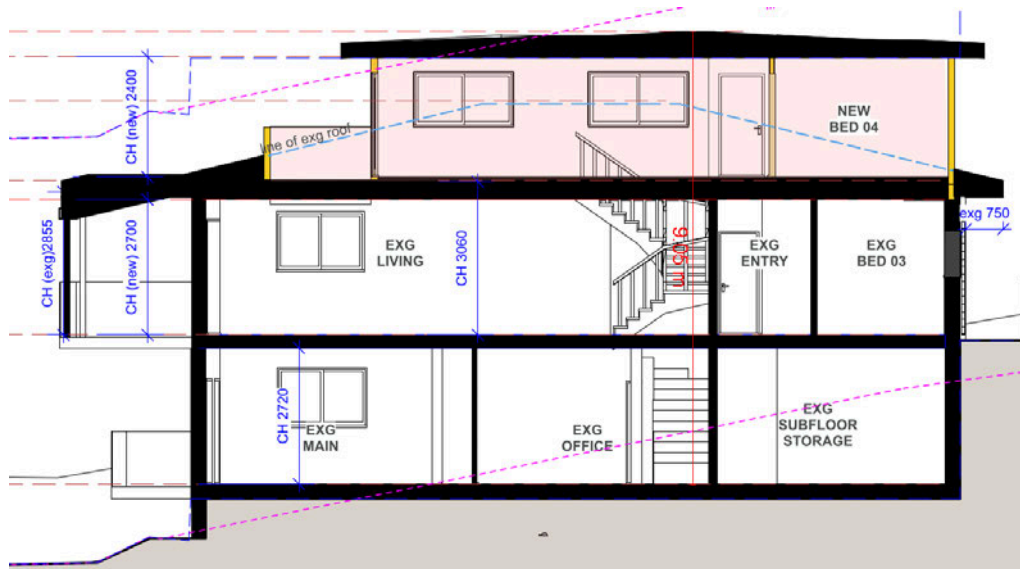 CH (new) 2400
line of exg roof
NEW
BED 04
CH (exg)2855
CH (new) 2700
EXG
LIVING
CH 3060
9.055 m
EXG
ENTRY
EXG
BED 03
exg 750
CH 2720
EXG
MAIN
EXG
OFFICE
EXG
SUBFLOOR
STORAGE